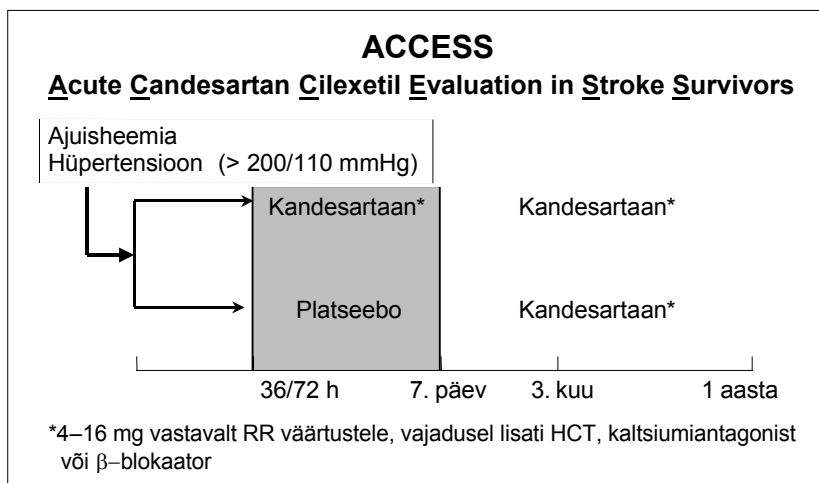 ACCESS
Acute Candesartan Cilexetil Evaluation in Stroke Survivors
Ajuisheemia
Hüpertensioon (> 200/110 mmHg)
Kandesartaan* Kandesartaan*
Platseebo Kandesartaan*
36/72 h 7. päev 3. kuu 1 aasta
*4–16 mg vastavalt RR väärtustele, vajadusel lisati HCT, kaltsiumiantagonist
või β–blokaator